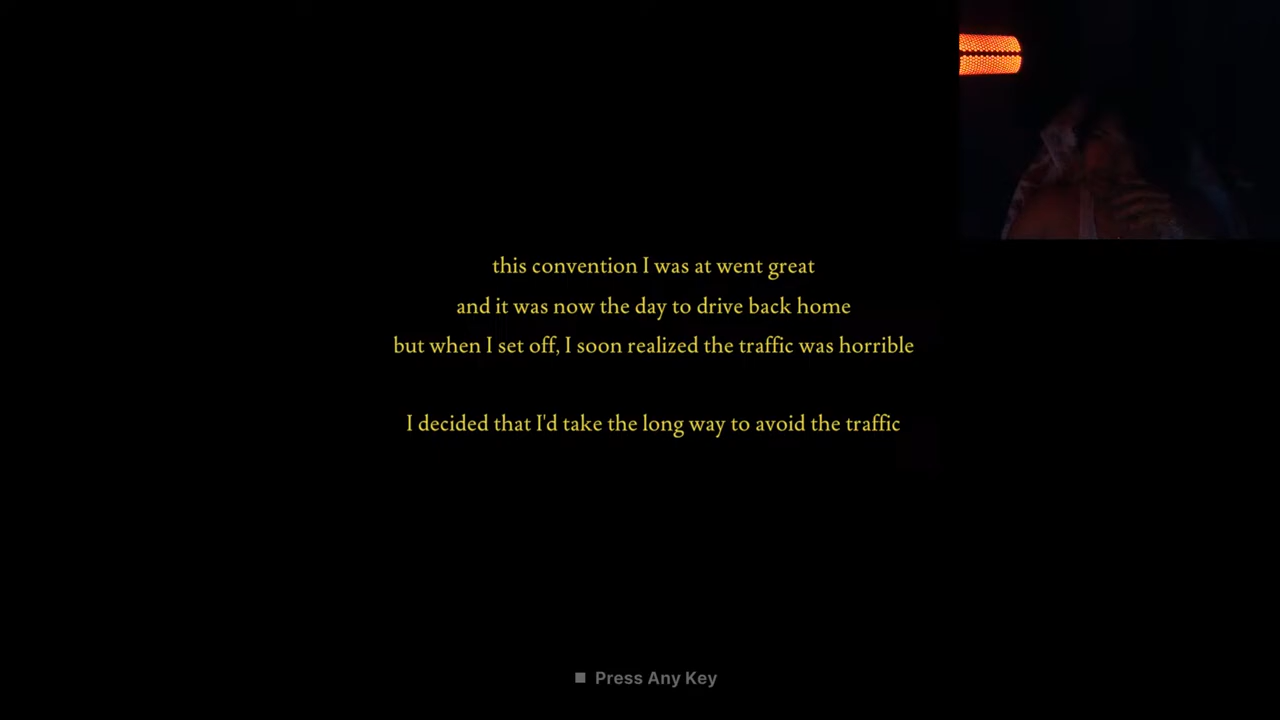 this convention I was at went great
and it was now the day to drive back home
but when I set off, I soon realized the traffic was horrible
I decided that I'd take the long way to avoid the traffic
Press Any Key